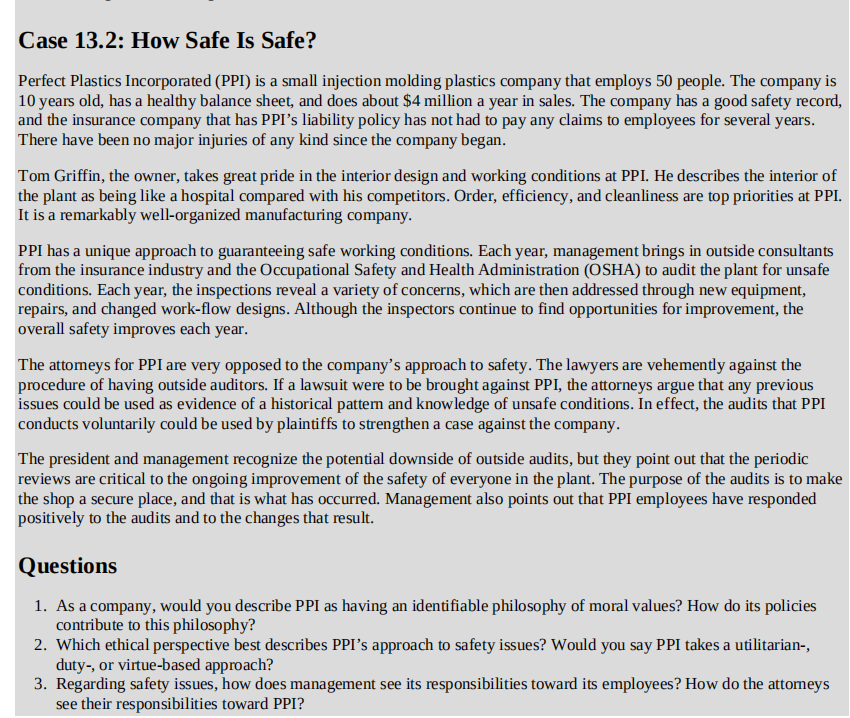 Case 13.2: How Safe Is Safe?
Perfect Plastics Incorporated (PPI) is a small injection molding plastics company that employs 50 people. The company is
10 years old, has a healthy balance sheet, and does about $4 million a year in sales. The company has a good safety record,
and the insurance company that has PPI’s liability policy has not had to pay any claims to employees for several years.
There have been no major injuries of any kind since the company began.
Tom Griffin, the owner, takes great pride in the interior design and working conditions at PPI. He describes the interior of
the plant as being like a hospital compared with his competitors. Order, efficiency, and cleanliness are top priorities at PPI.
It is a remarkably well-organized manufacturing company.
PPI has a unique approach to guaranteeing safe working conditions. Each year, management brings in outside consultants
from the insurance industry and the Occupational Safety and Health Administration (OSHA) to audit the plant for unsafe
conditions. Each year, the inspections reveal a variety of concerns, which are then addressed through new equipment,
repairs, and changed work-flow designs. Although the inspectors continue to find opportunities for improvement, the
overall safety improves each year.
The attorneys for PPI are very opposed to the company’s approach to safety. The lawyers are vehemently against the
procedure of having outside auditors. If a lawsuit were to be brought against PPI, the attorneys argue that any previous
issues could be used as evidence of a historical pattern and knowledge of unsafe conditions. In effect, the audits that PPI
conducts voluntarily could be used by plaintiffs to strengthen a case against the company.
The president and management recognize the potential downside of outside audits, but they point out that the periodic
reviews are critical to the ongoing improvement of the safety of everyone in the plant. The purpose of the audits is to make
the shop a secure place, and that is what has occurred. Management also points out that PPI employees have responded
positively to the audits and to the changes that result.
Questions
1. As a company, would you describe PPI as having an identifiable philosophy of moral values? How do its policies
contribute to this philosophy?
2. Which ethical perspective best describes PPI’s approach to safety issues? Would you say PPI takes a utilitarian-,
duty-, or virtue-based approach?
3. Regarding safety issues, how does management see its responsibilities toward its employees? How do the attorneys
see their responsibilities toward PPI?